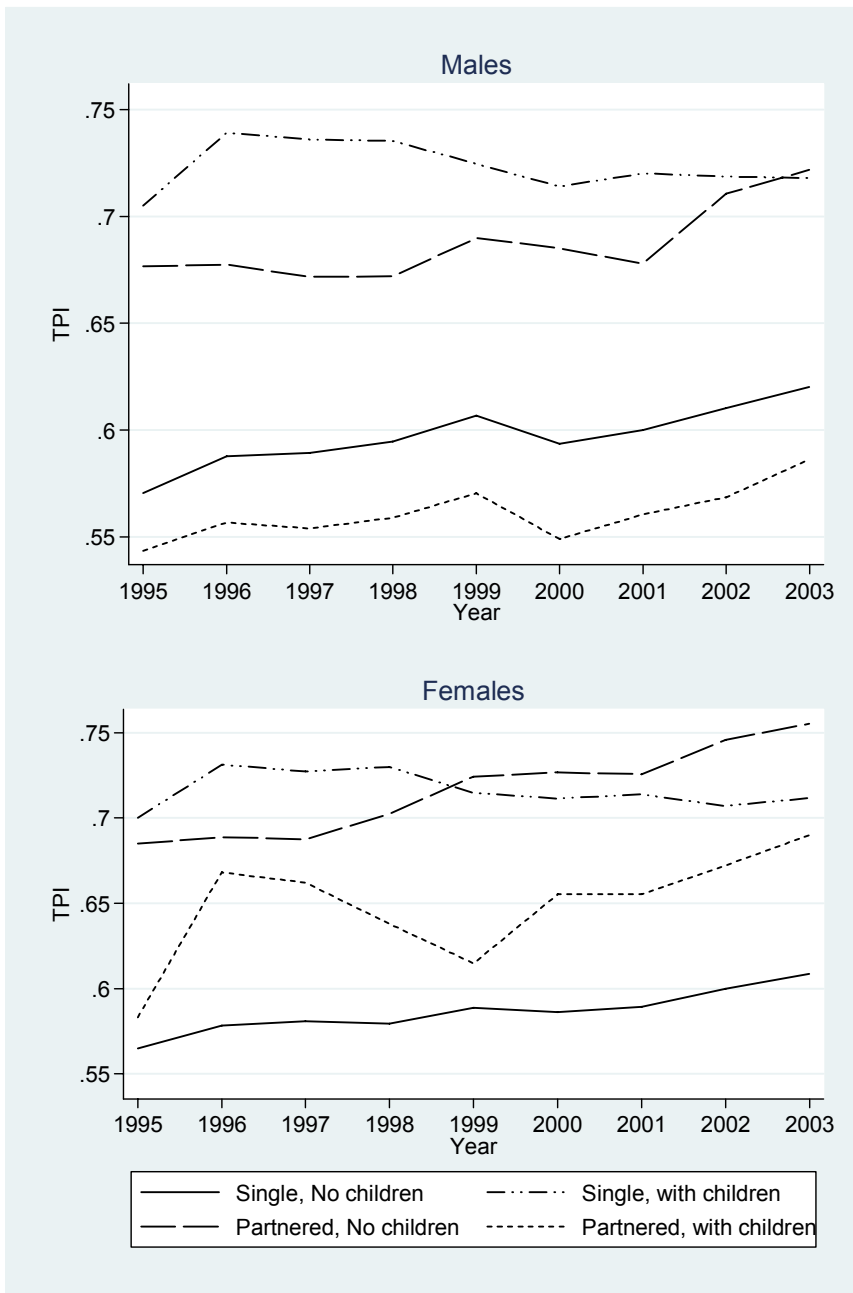 Males
.75
.7
.65
.6
.55
TPI
1995 1996 1997 1998 1999 2000 2001 2002 2003
Year
Females
.75
.7
.65
.6
.55
TPI
1995 1996 1997 1998 1999 2000 2001 2002 2003
Year
Single, No children Single, with children
Partnered, No children Partnered, with children